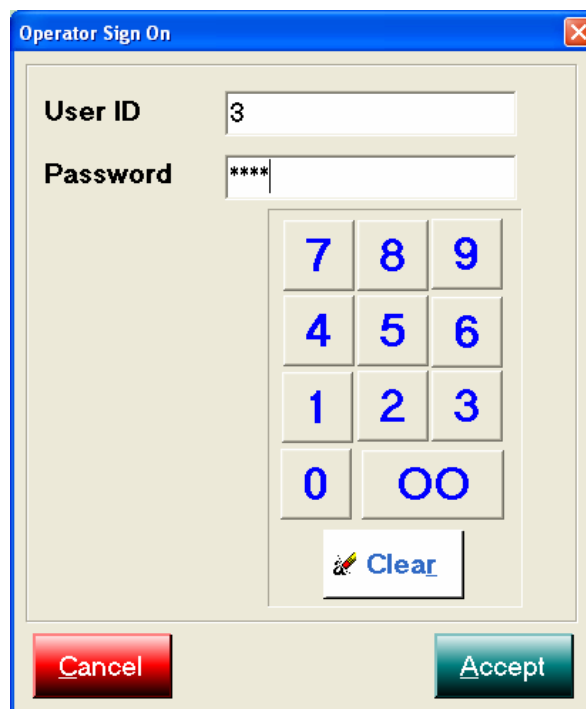 Operator Sign On
User ID 3
Password ****
7 8 9
4 5 6
1 2 3
0 00
Clear
Cancel Accept